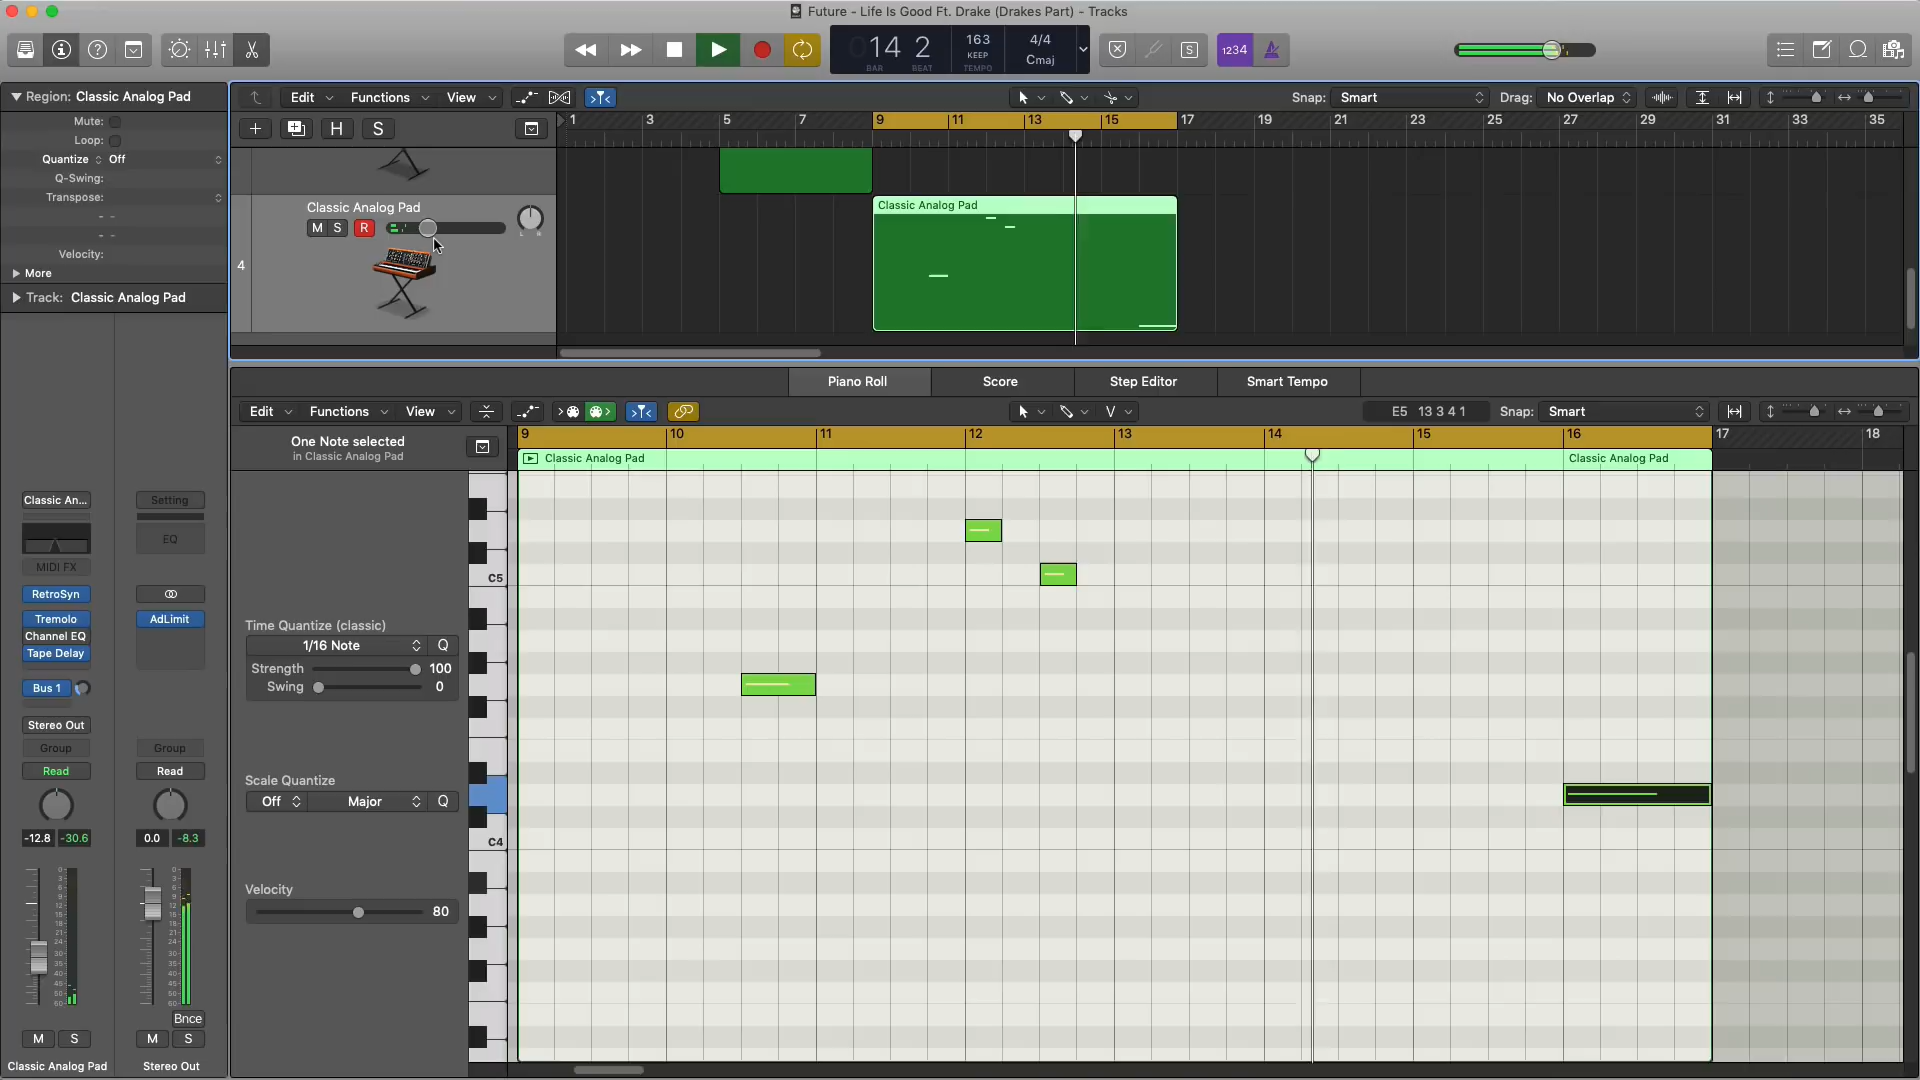 Future - Life Is Good Ft. Drake (Drakes Part) - Tracks
14 2
BAR BEAT
163
KEEP
TEMPO
4/4
Cmaj
1234
Region: Classic Analog Pad
Mute:
Loop:
Quantize Off
Q-Swing:
Transpose:
Velocity:
More
Track: Classic Analog Pad
Edit Functions View
Snap: Smart Drag: No Overlap
H S
1 3 5 7 9 11 13 15 17 19 21 23 25 27 29 31 33 35
Classic Analog Pad
M S R
L R
4
Classic Analog Pad
Piano Roll Score Step Editor Smart Tempo
Edit Functions View
V
E5 13 3 4 1 Snap: Smart
One Note selected
in Classic Analog Pad
9 10 11 12 13 14 15 16 17 18
Classic Analog Pad Classic Analog Pad
C5
C4
Time Quantize (classic)
1/16 Note Q
Strength 100
Swing 0
Scale Quantize
Off Major Q
Velocity
80
Classic An... Setting
EQ
MIDI FX
RetroSyn
Tremolo AdLimit
Channel EQ
Tape Delay
Bus 1
Stereo Out
Group Group
Read Read
-12.8 -30.6 0.0 -8.3
Bnce
M S M S
Classic Analog Pad Stereo Out